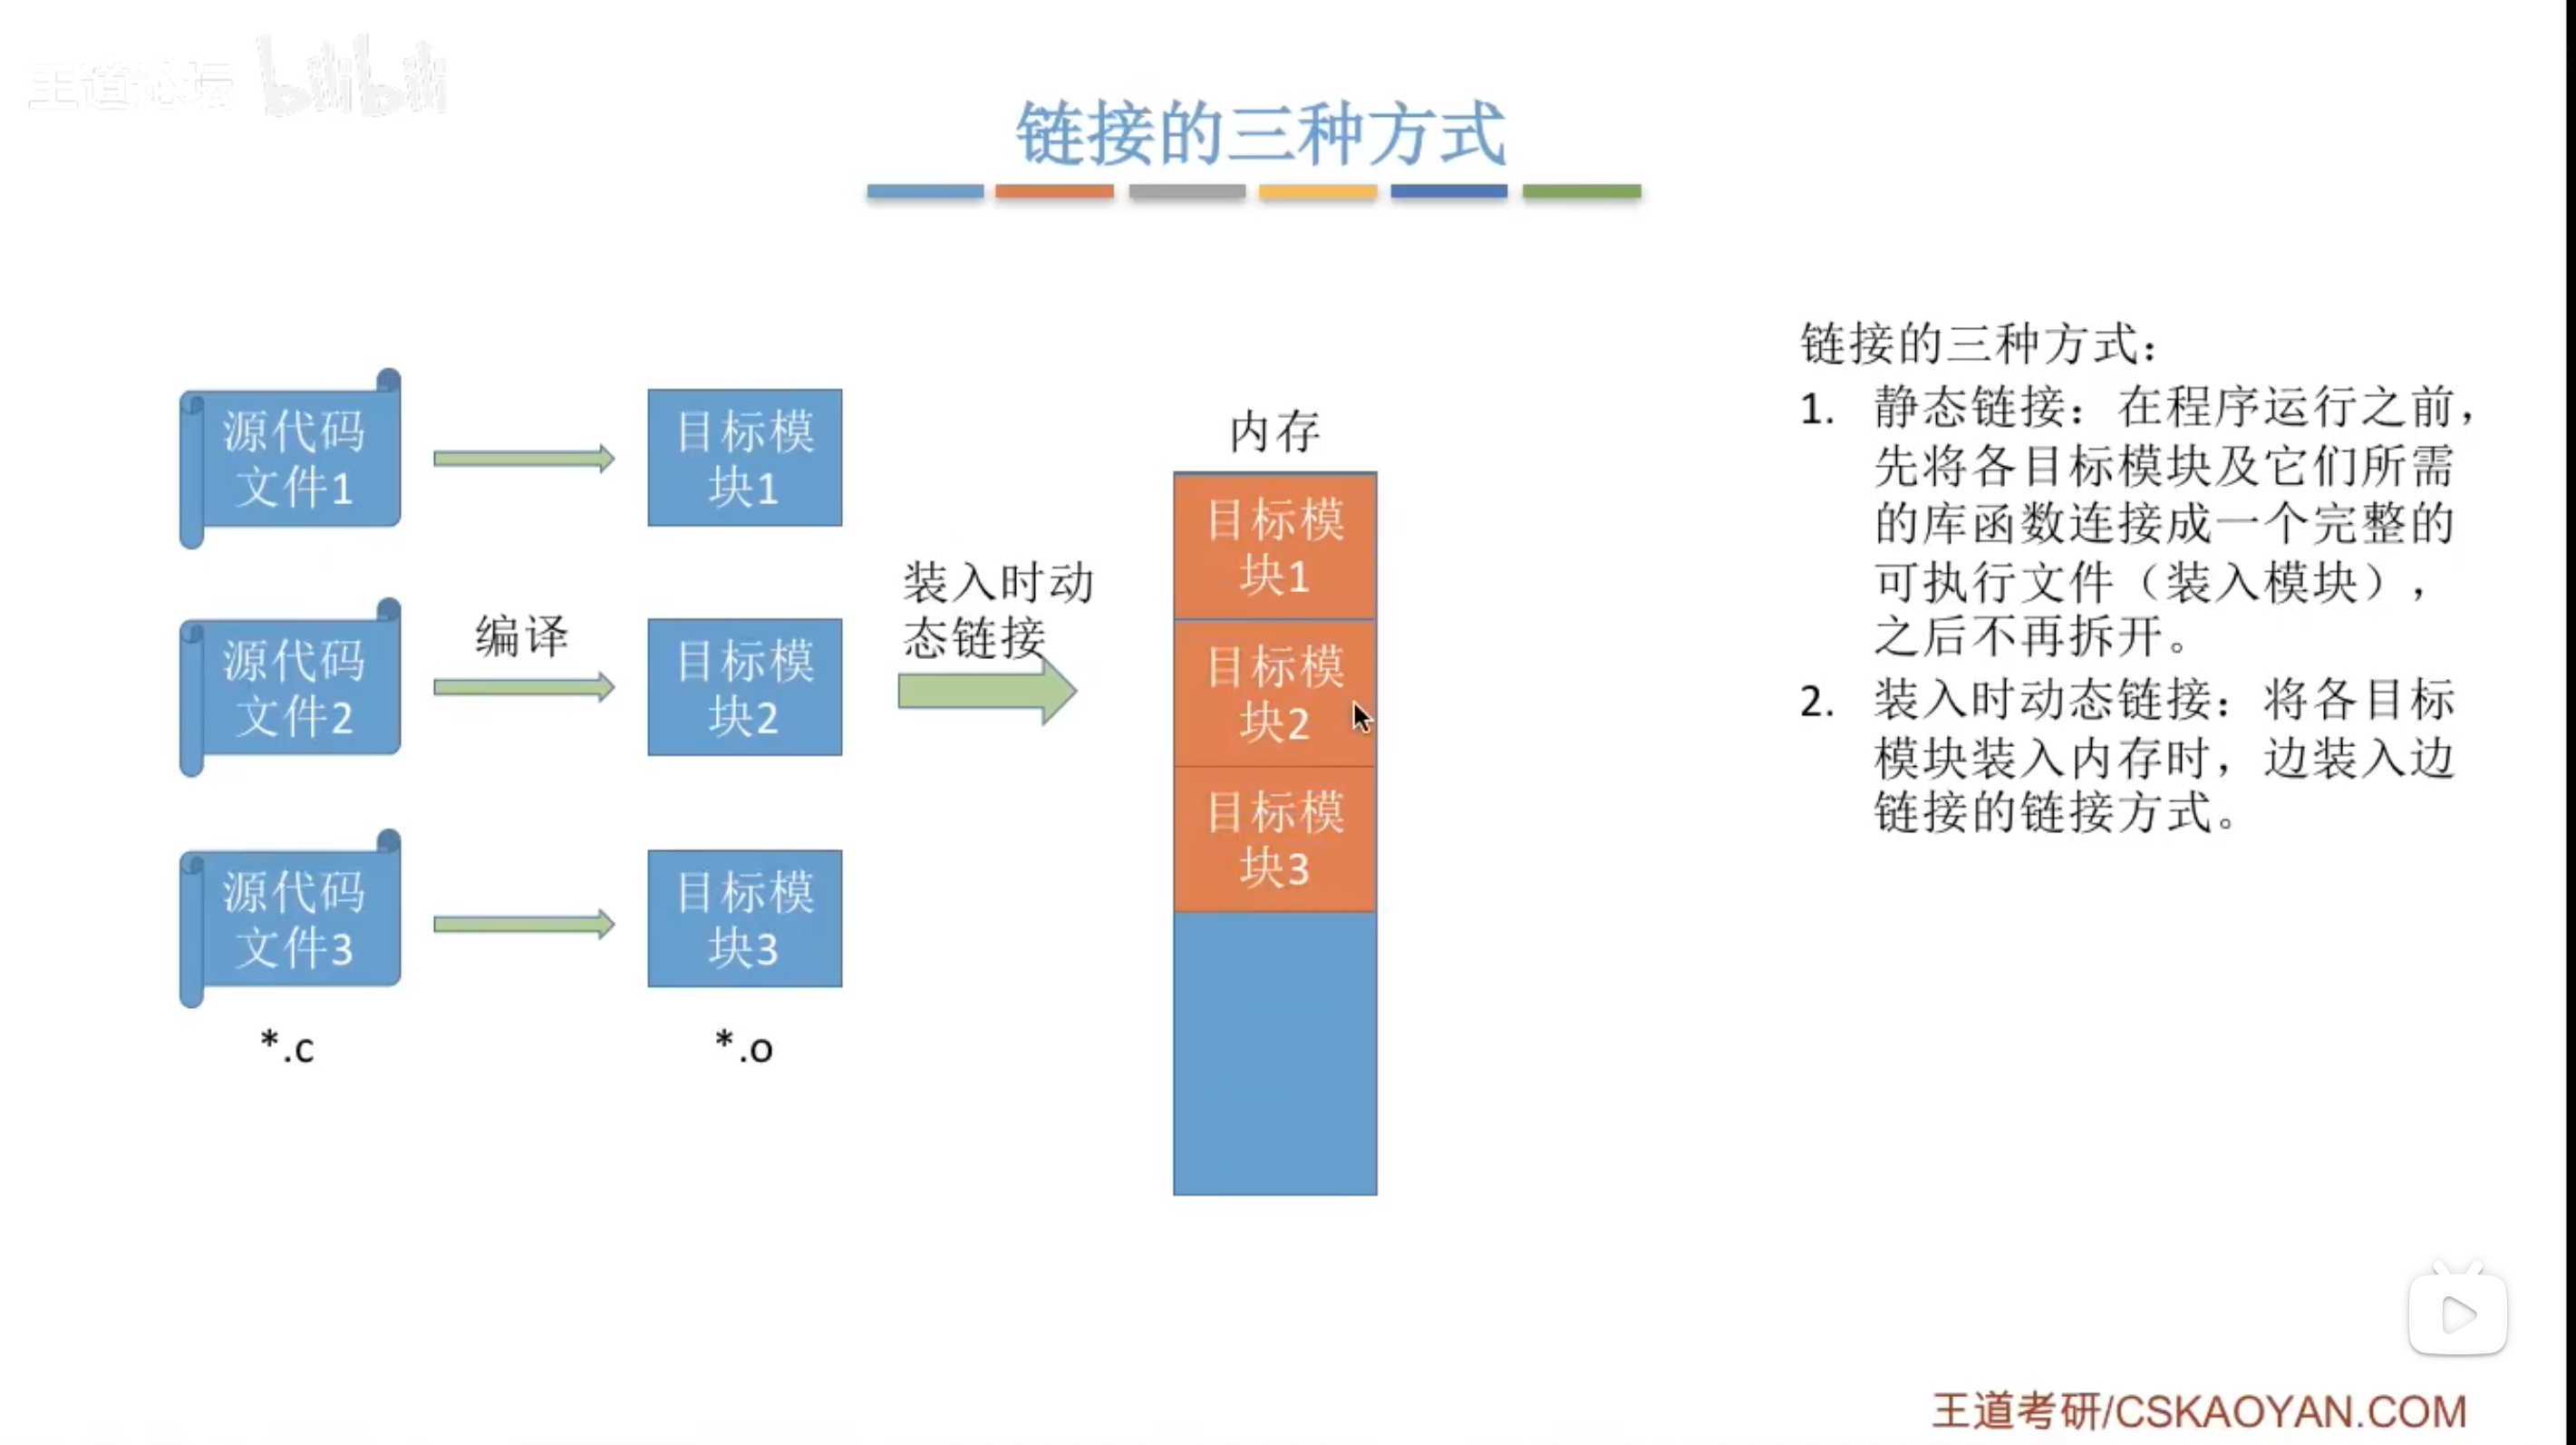 王道论坛 bilibili
链接的三种方式
源代码
文件1
目标模
块1
源代码
文件2
编译
目标模
块2
源代码
文件3
目标模
块3
*.c
*.o
装入时动
态链接
内存
目标模
块1
目标模
块2
目标模
块3
链接的三种方式：
1. 静态链接：在程序运行之前，
先将各目标模块及它们所需
的库函数连接成一个完整的
可执行文件（装入模块），
之后不再拆开。
2. 装入时动态链接：将各目标
模块装入内存时，边装入边
链接的链接方式。
王道考研/CSKAOYAN.COM